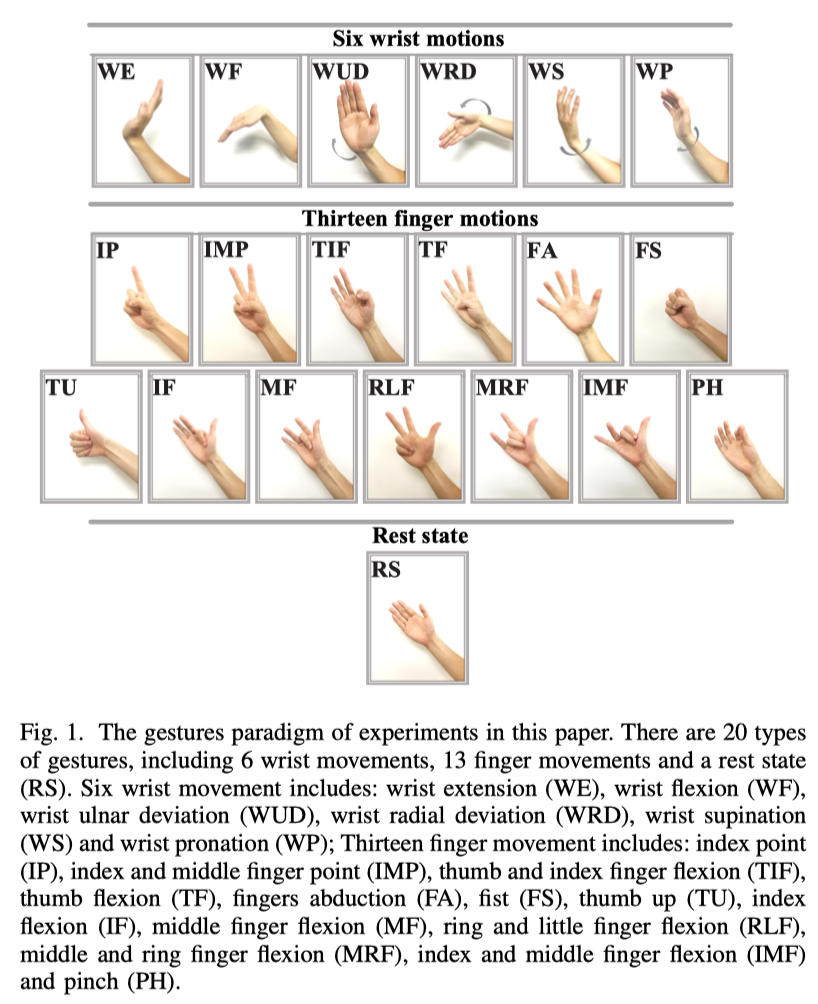 Six wrist motions
WE WF WUD WRD WS WP
Thirteen finger motions
IP IMP TIF TF FA FS
TU IF MF RLF MRF IMF PH
Rest state
RS
Fig. 1. The gestures paradigm of experiments in this paper. There are 20 types
of gestures, including 6 wrist movements, 13 finger movements and a rest state
(RS). Six wrist movement includes: wrist extension (WE), wrist flexion (WF),
wrist ulnar deviation (WUD), wrist radial deviation (WRD), wrist supination
(WS) and wrist pronation (WP); Thirteen finger movement includes: index point
(IP), index and middle finger point (IMP), thumb and index finger flexion (TIF),
thumb flexion (TF), fingers abduction (FA), fist (FS), thumb up (TU), index
flexion (IF), middle finger flexion (MF), ring and little finger flexion (RLF),
middle and ring finger flexion (MRF), index and middle finger flexion (IMF)
and pinch (PH).